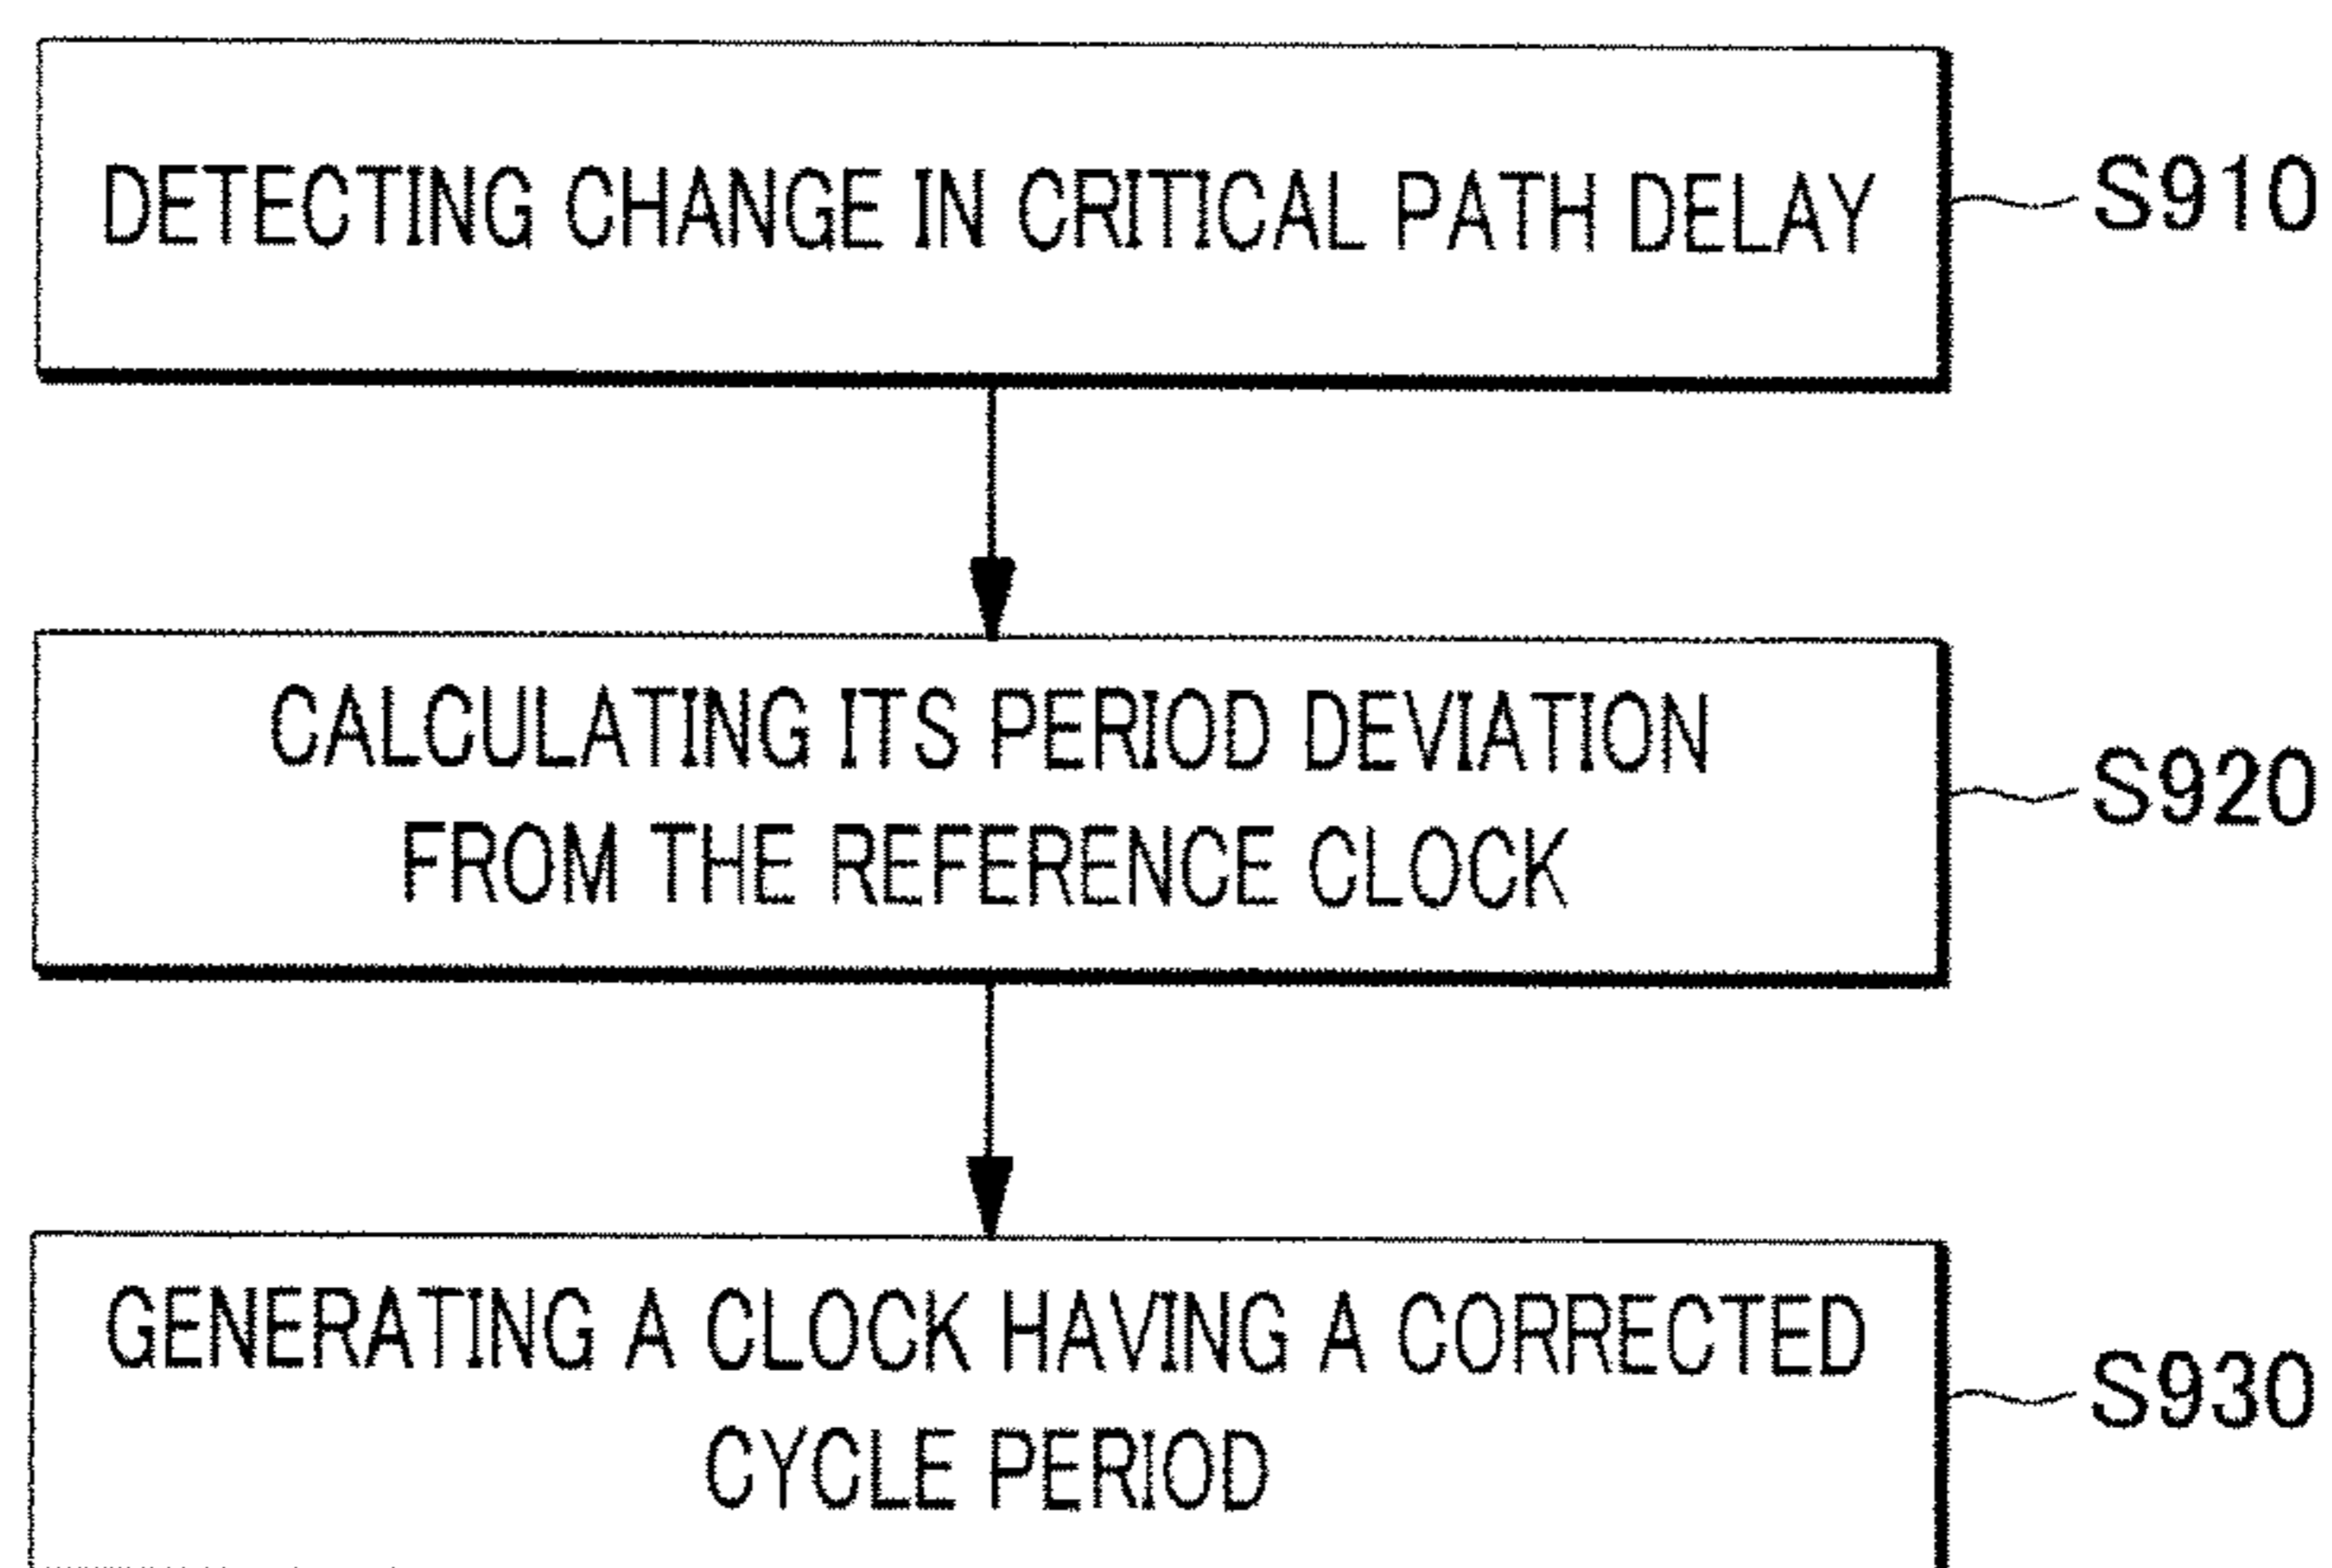 DETECTING CHANGE IN CRITICAL PATH DELAY
S910
CALCULATING ITS PERIOD DEVIATION
FROM THE REFERENCE CLOCK
S920
GENERATING A CLOCK HAVING A CORRECTED
CYCLE PERIOD
S930